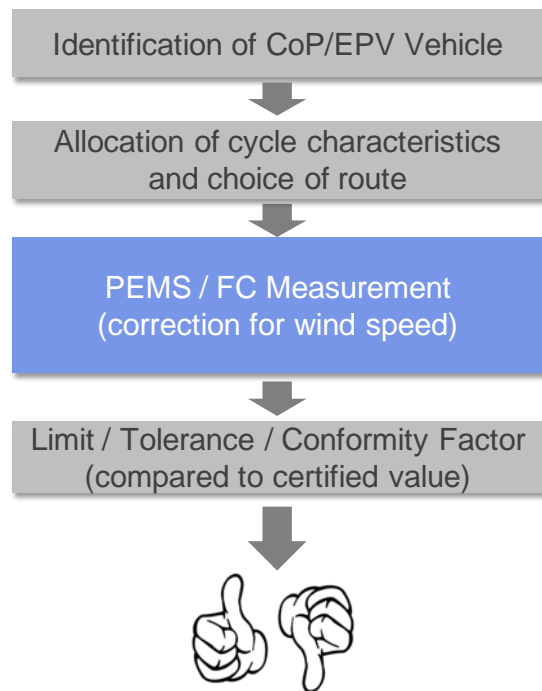 Identification of CoP/EPV Vehicle
Allocation of cycle characteristics
and choice of route
PEMS / FC Measurement
(correction for wind speed)
Limit / Tolerance / Conformity Factor
(compared to certified value)